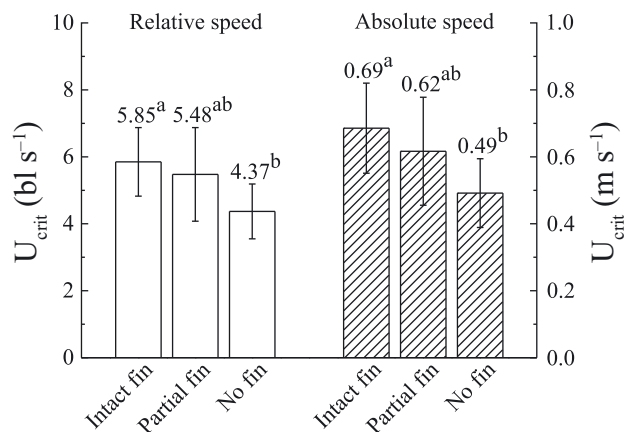 Relative speed Absolute speed
10 1.0
8 0.8
6 0.6
4 0.4
2 0.2
0 0.0
U_crit (bl s⁻¹)
U_crit (m s⁻¹)
5.85ᵃ 5.48ᵃᵇ 4.37ᵇ
0.69ᵃ 0.62ᵃᵇ 0.49ᵇ
Intact fin Partial fin No fin
Intact fin Partial fin No fin